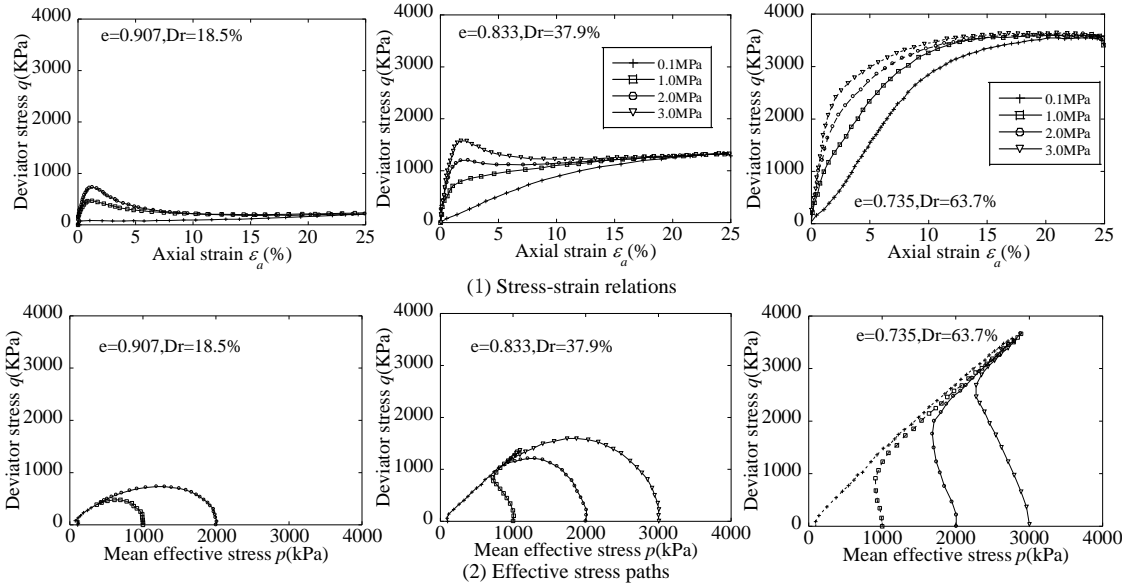 4000
3000
2000
1000
0
Deviator stress q(KPa)
e=0.907,Dr=18.5%
0 5 10 15 20 25
Axial strain εa(%)
4000
3000
2000
1000
0
Deviator stress q(KPa)
e=0.833,Dr=37.9%
0.1MPa
1.0MPa
2.0MPa
3.0MPa
0 5 10 15 20 25
Axial strain εa(%)
4000
3000
2000
1000
0
Deviator stress q(KPa)
0.1MPa
1.0MPa
2.0MPa
3.0MPa
e=0.735,Dr=63.7%
0 5 10 15 20 25
Axial strain εa(%)
(1) Stress-strain relations
4000
3000
2000
1000
0
Deviator stress q(KPa)
e=0.907,Dr=18.5%
0 1000 2000 3000 4000
Mean effective stress p(kPa)
4000
3000
2000
1000
0
Deviator stress q(KPa)
e=0.833,Dr=37.9%
0 1000 2000 3000 4000
Mean effective stress p(kPa)
4000
3000
2000
1000
0
Deviator stress q(KPa)
e=0.735,Dr=63.7%
0 1000 2000 3000 4000
Mean effective stress p(kPa)
(2) Effective stress paths